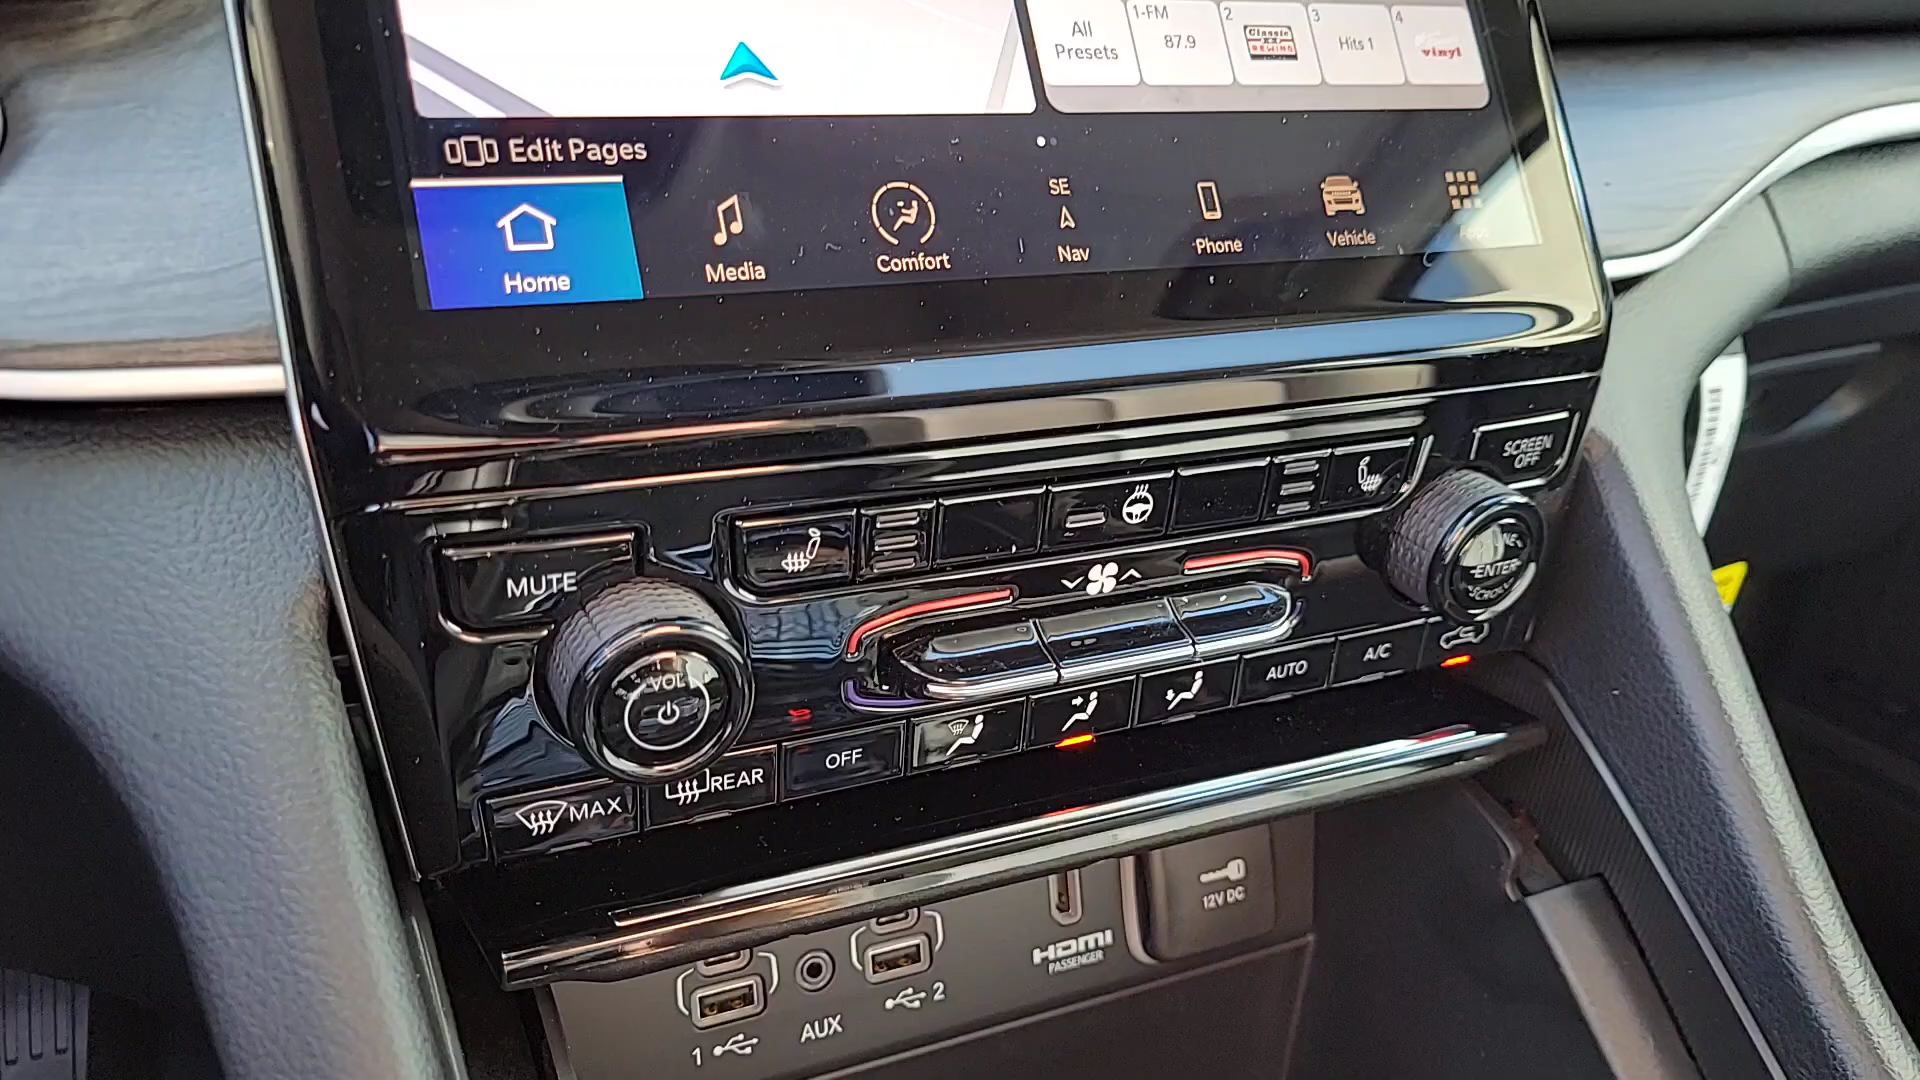 All
Presets
1-FM
87.9
2
Classic
REWIND
3
Hits 1
4
vinyl
Edit Pages
Home
Media
Comfort
SE
Nav
Phone
Vehicle
Apps
SCREEN
OFF
MUTE
ENTER
SCROLL
VOL
AUTO
A/C
OFF
REAR
MAX
12V DC
HDMI
PASSENGER
2
AUX
1